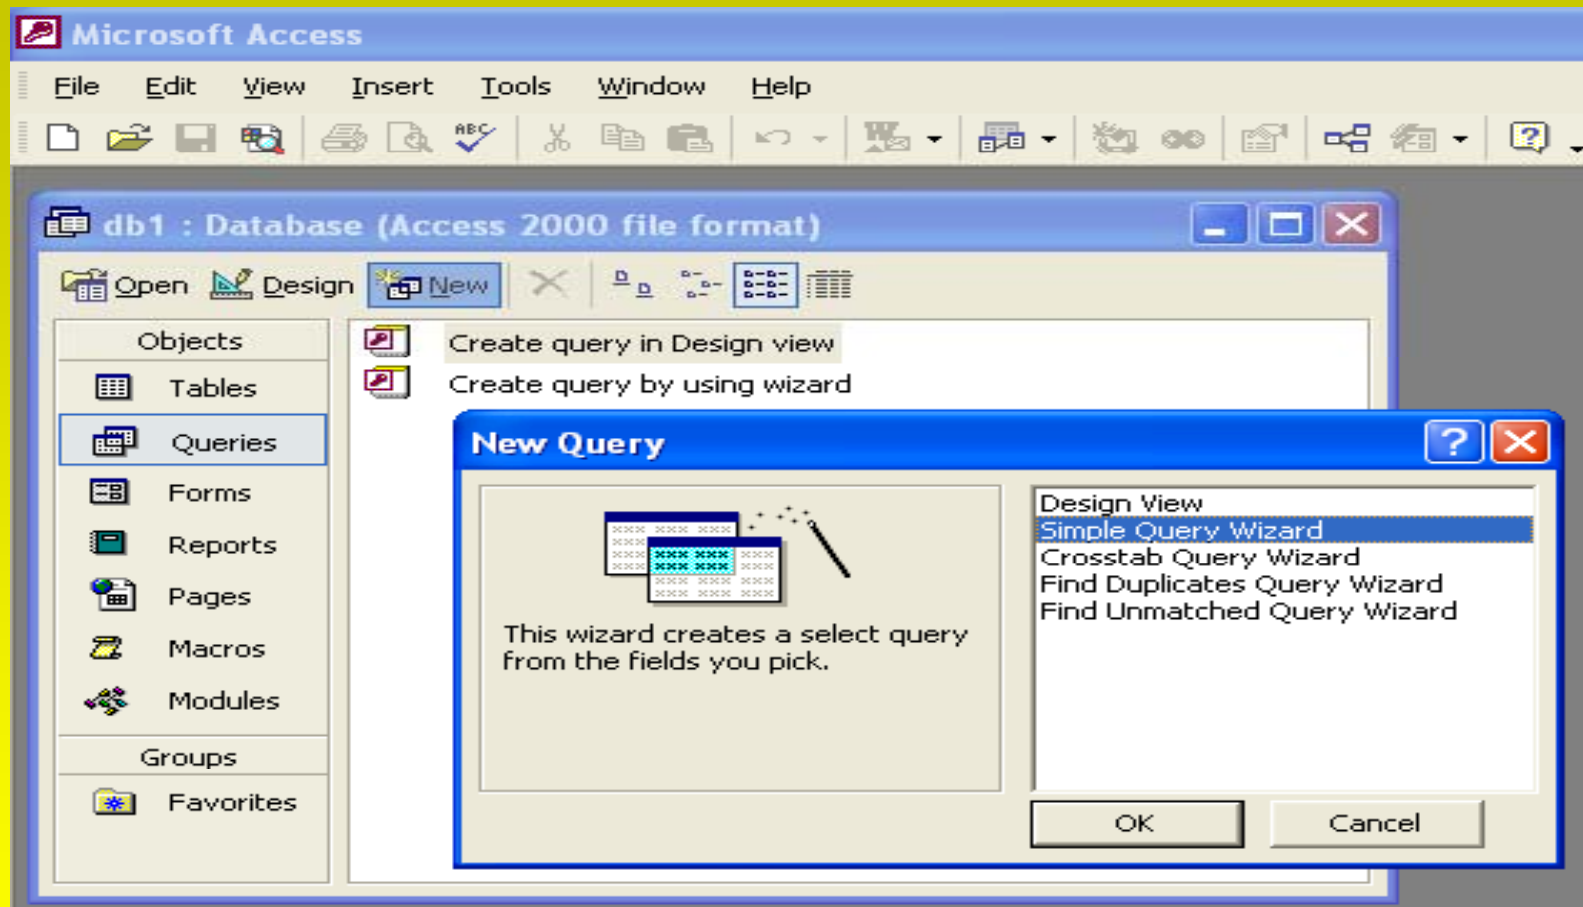 Microsoft Access
File Edit View Insert Tools Window Help
ABC
db1 : Database (Access 2000 file format)
Open Design New
Objects
Tables
Queries
Forms
Reports
Pages
Macros
Modules
Groups
Favorites
Create query in Design view
Create query by using wizard
New Query
This wizard creates a select query
from the fields you pick.
Design View
Simple Query Wizard
Crosstab Query Wizard
Find Duplicates Query Wizard
Find Unmatched Query Wizard
OK Cancel